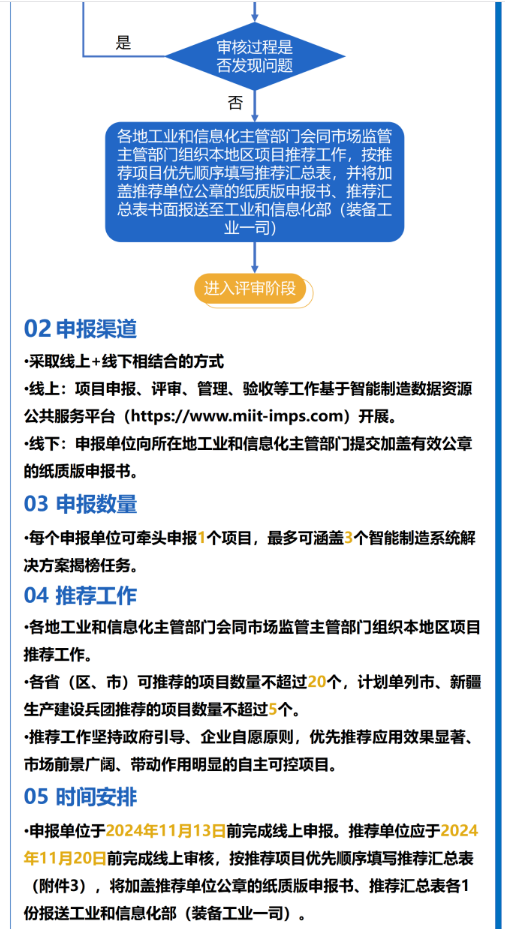 是
审核过程是
否发现问题
否
各地工业和信息化主管部门会同市场监管
主管部门组织本地区项目推荐工作，按推
荐项目优先顺序填写推荐汇总表，并将加
盖推荐单位公章的纸质版申报书、推荐汇
总表书面报送至工业和信息化部（装备工
业一司）
进入评审阶段
02 申报渠道
•采取线上+线下相结合的方式
•线上：项目申报、评审、管理、验收等工作基于智能制造数据资源
公共服务平台（https://www.miit-imps.com）开展。
•线下：申报单位向所在地工业和信息化主管部门提交加盖有效公章
的纸质版申报书。
03 申报数量
•每个申报单位可牵头申报1个项目，最多可涵盖3个智能制造系统解
决方案揭榜任务。
04 推荐工作
•各地工业和信息化主管部门会同市场监管主管部门组织本地区项目
推荐工作。
•各省（区、市）可推荐的项目数量不超过20个，计划单列市、新疆
生产建设兵团推荐的项目数量不超过5个。
•推荐工作坚持政府引导、企业自愿原则，优先推荐应用效果显著、
市场前景广阔、带动作用明显的自主可控项目。
05 时间安排
•申报单位于2024年11月13日前完成线上申报。推荐单位应于2024
年11月20日前完成线上审核，按推荐项目优先顺序填写推荐汇总表
（附件3），将加盖推荐单位公章的纸质版申报书、推荐汇总表各1
份报送工业和信息化部（装备工业一司）。